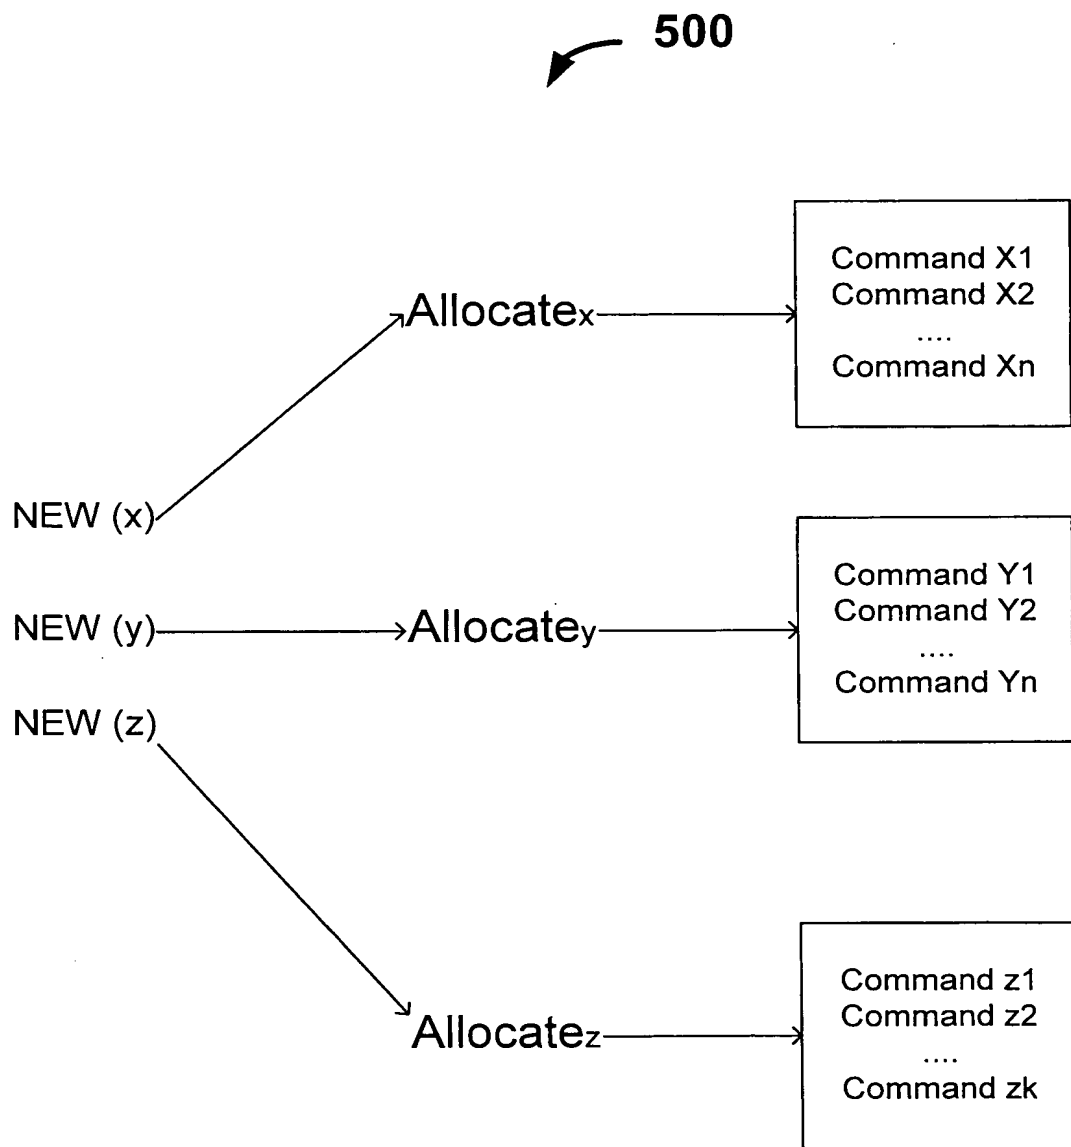 500
Allocatex
Command X1
Command X2
....
Command Xn
NEW (x)
NEW (y)
NEW (z)
Allocatey
Command Y1
Command Y2
....
Command Yn
Allocatez
Command z1
Command z2
....
Command zk